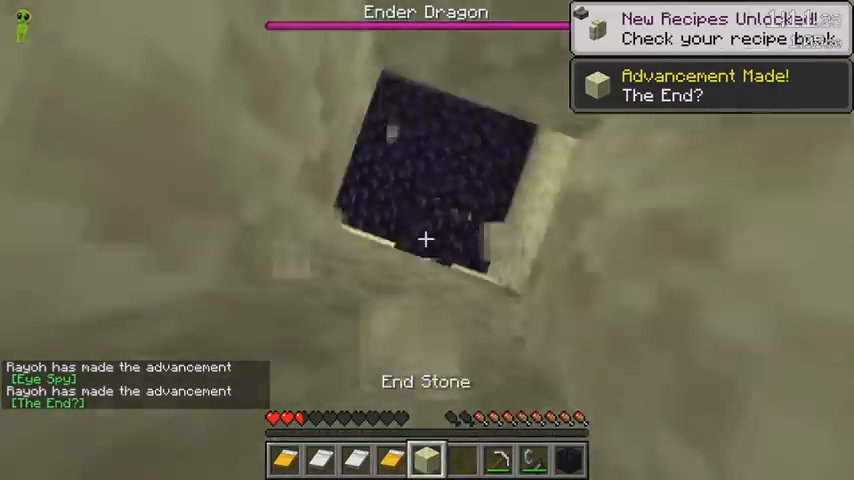 Ender Dragon
New Recipes Unlocked!
Check your recipe book
Advancement Made!
The End?
Rayoh has made the advancement
[Eye Spy]
Rayoh has made the advancement
[The End?]
End Stone